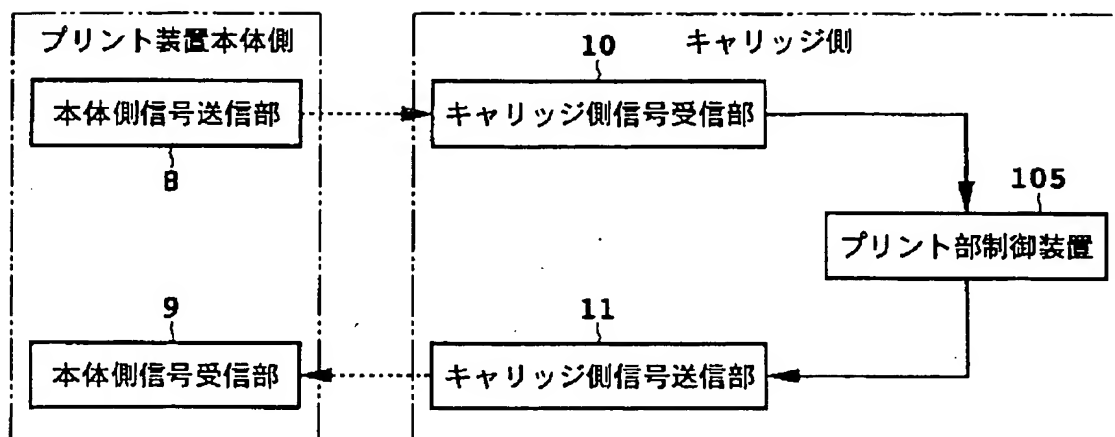 プリント装置本体側
キャリッジ側
10
本体側信号送信部
キャリッジ側信号受信部
8
105
プリント部制御装置
9
11
本体側信号受信部
キャリッジ側信号送信部